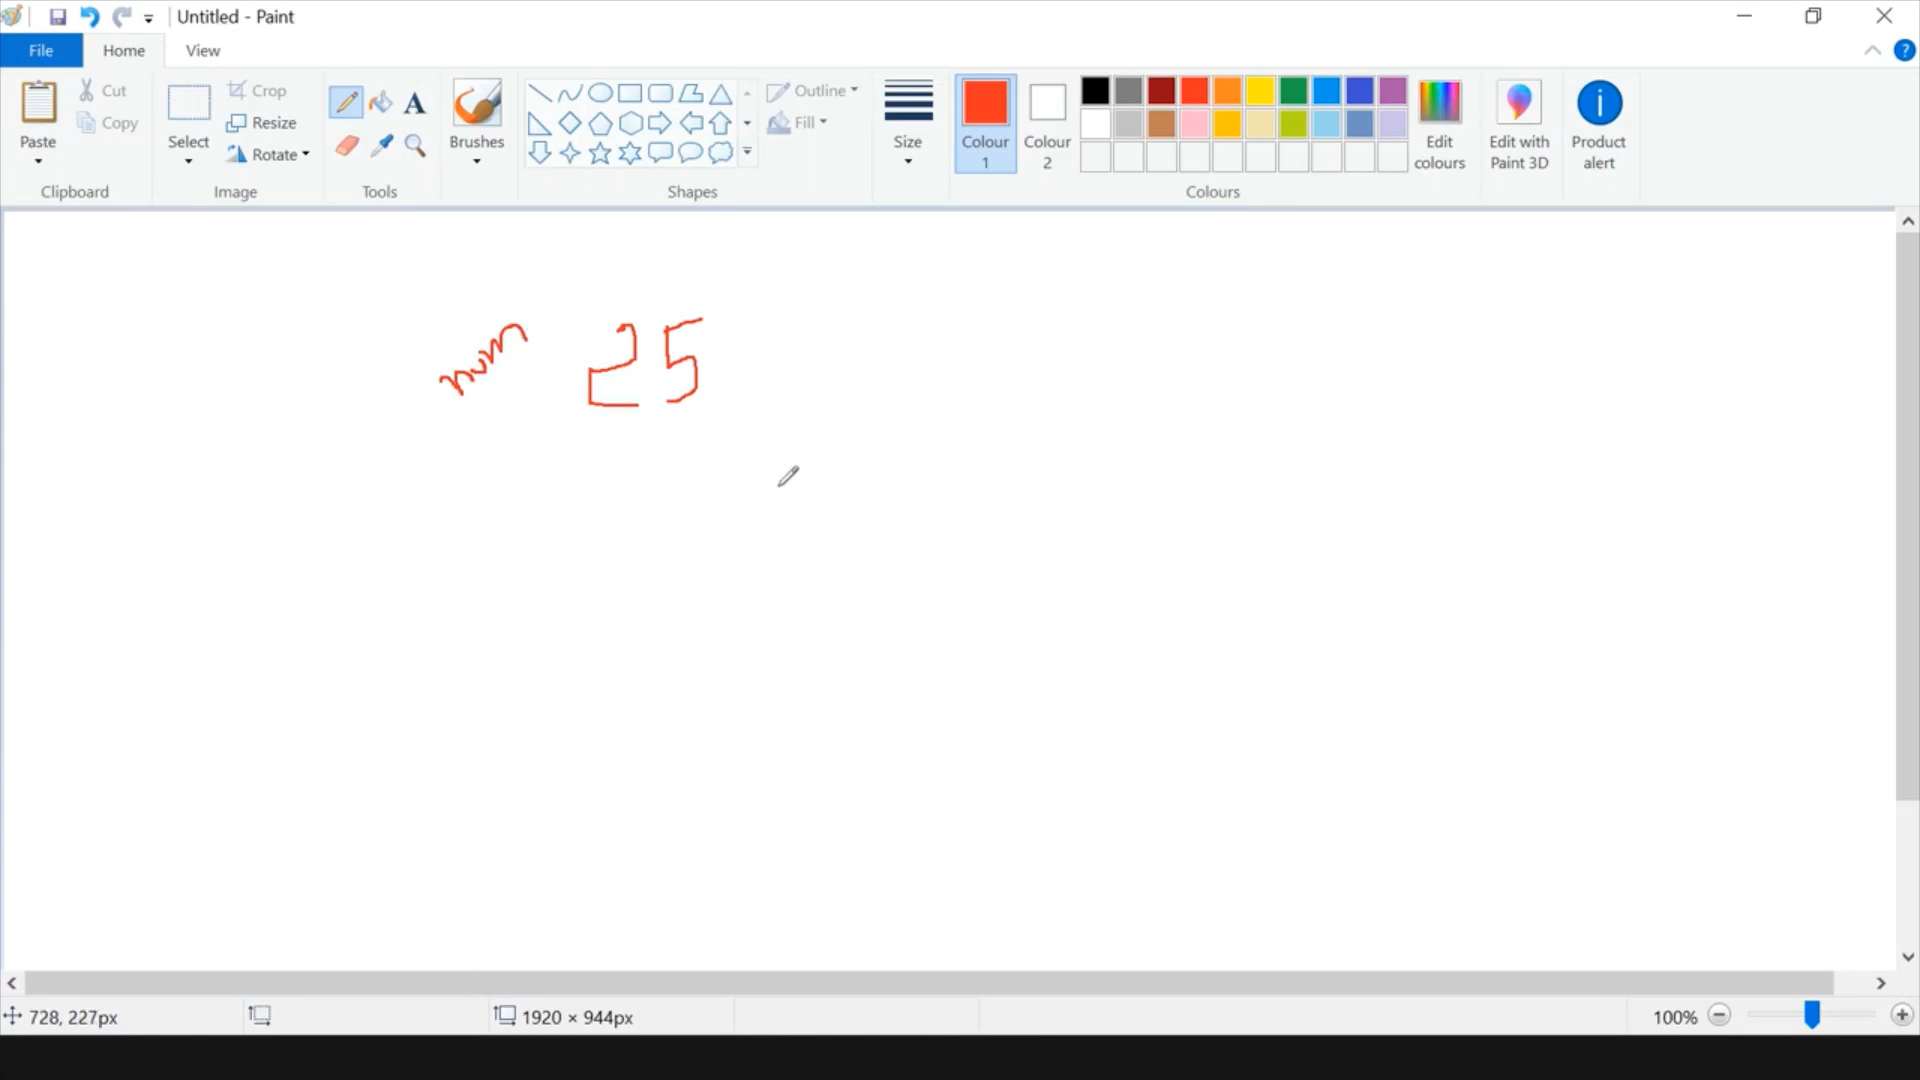 Untitled - Paint
File Home View
Paste
Cut
Copy
Clipboard
Select
Crop
Resize
Rotate
Image
A
Tools
Brushes
Shapes
Outline
Fill
Size
Colour 1
Colour 2
Colours
Edit colours
Edit with Paint 3D
Product alert
num 25
728, 227px
1920 × 944px
100%